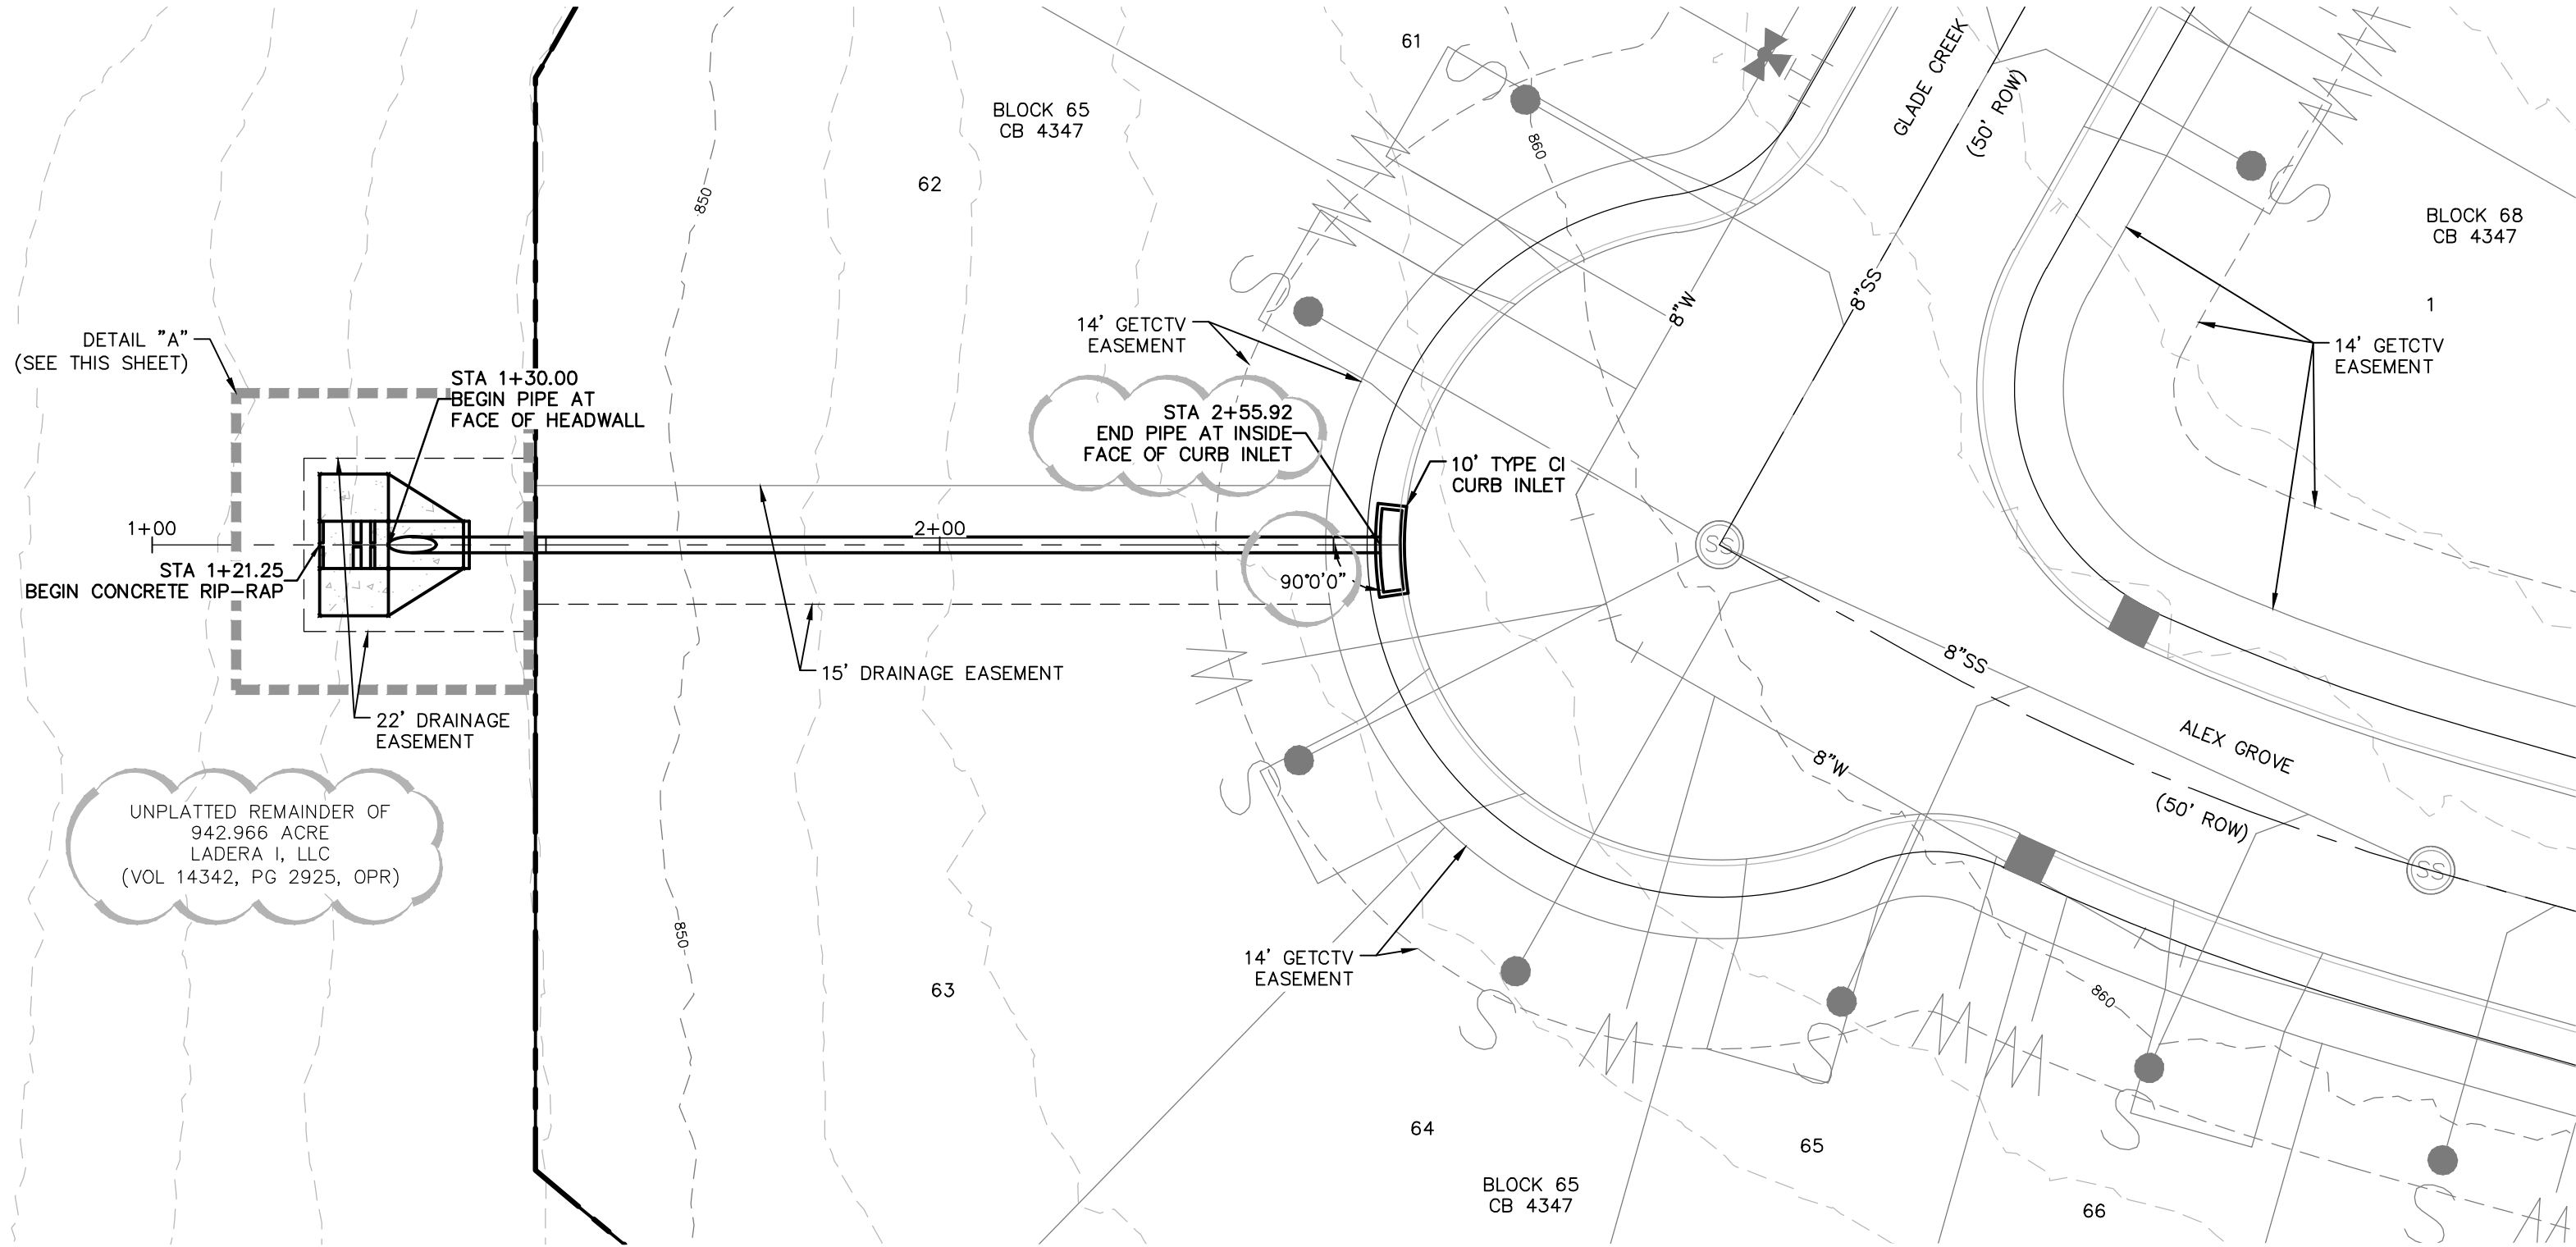 61
BLOCK 65
CB 4347
62
850
860
GLADE CREEK
(50' ROW)
BLOCK 68
CB 4347
1
8"W
8"SS
14' GETCTV
EASEMENT
14' GETCTV
EASEMENT
DETAIL "A"
(SEE THIS SHEET)
STA 1+30.00
BEGIN PIPE AT
FACE OF HEADWALL
STA 2+55.92
END PIPE AT INSIDE
FACE OF CURB INLET
10' TYPE CI
CURB INLET
1+00
2+00
SS
STA 1+21.25
BEGIN CONCRETE RIP-RAP
90°0'0"
15' DRAINAGE EASEMENT
22' DRAINAGE
EASEMENT
8"SS
ALEX GROVE
(50' ROW)
8"W
UNPLATTED REMAINDER OF
942.966 ACRE
LADERA I, LLC
(VOL 14342, PG 2925, OPR)
SS
850
14' GETCTV
EASEMENT
63
860
64
65
BLOCK 65
CB 4347
66
S
S
S
S
S
S
S
S
S